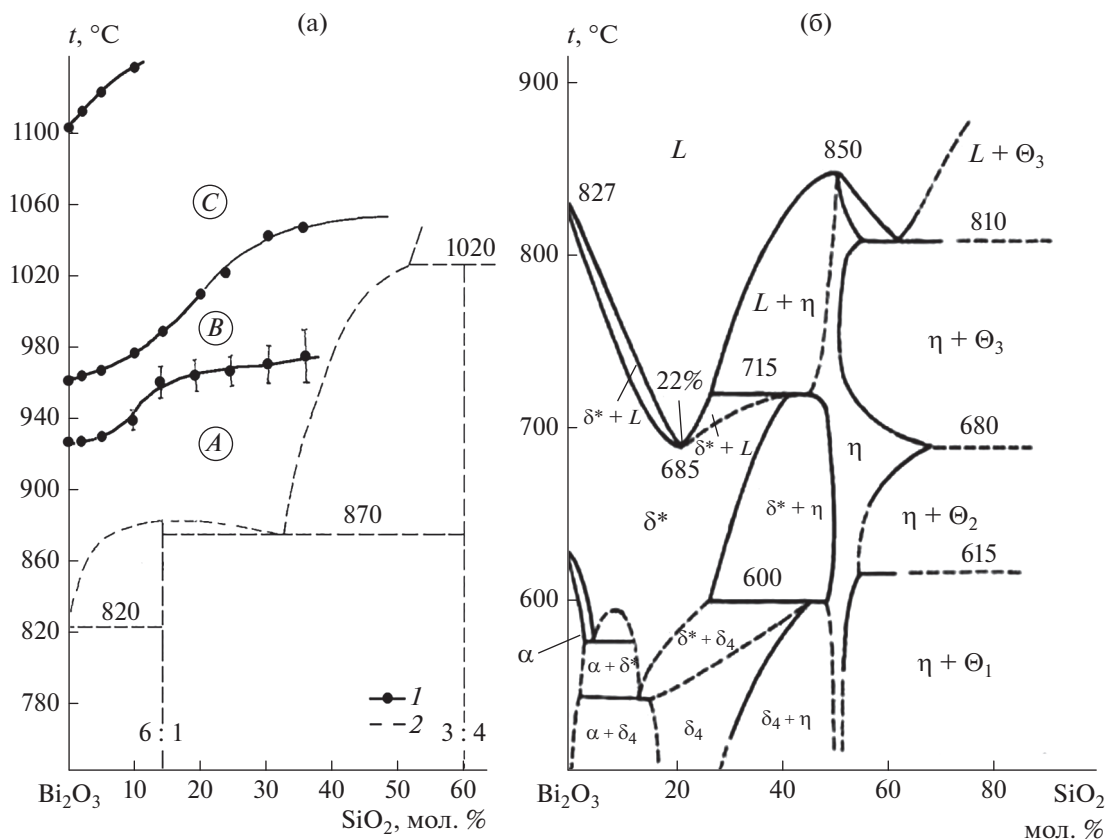 (а)
t, °C
1100
1060
1020
980
940
900
860
820
780
C
B
A
1020
870
820
1
2
6 : 1
3 : 4
Bi₂O₃
10
20
30
40
50
60
SiO₂, мол. %
(б)
t, °C
900
800
700
600
L
827
850
L + Θ₃
810
L + η
η + Θ₃
715
22%
δ* + L
δ* + L
685
680
η
δ*
δ* + η
η + Θ₂
615
600
α
δ* + δ₄
α + δ*
η + Θ₁
α + δ₄
δ₄
δ₄ + η
Bi₂O₃
20
40
60
80
SiO₂
мол. %